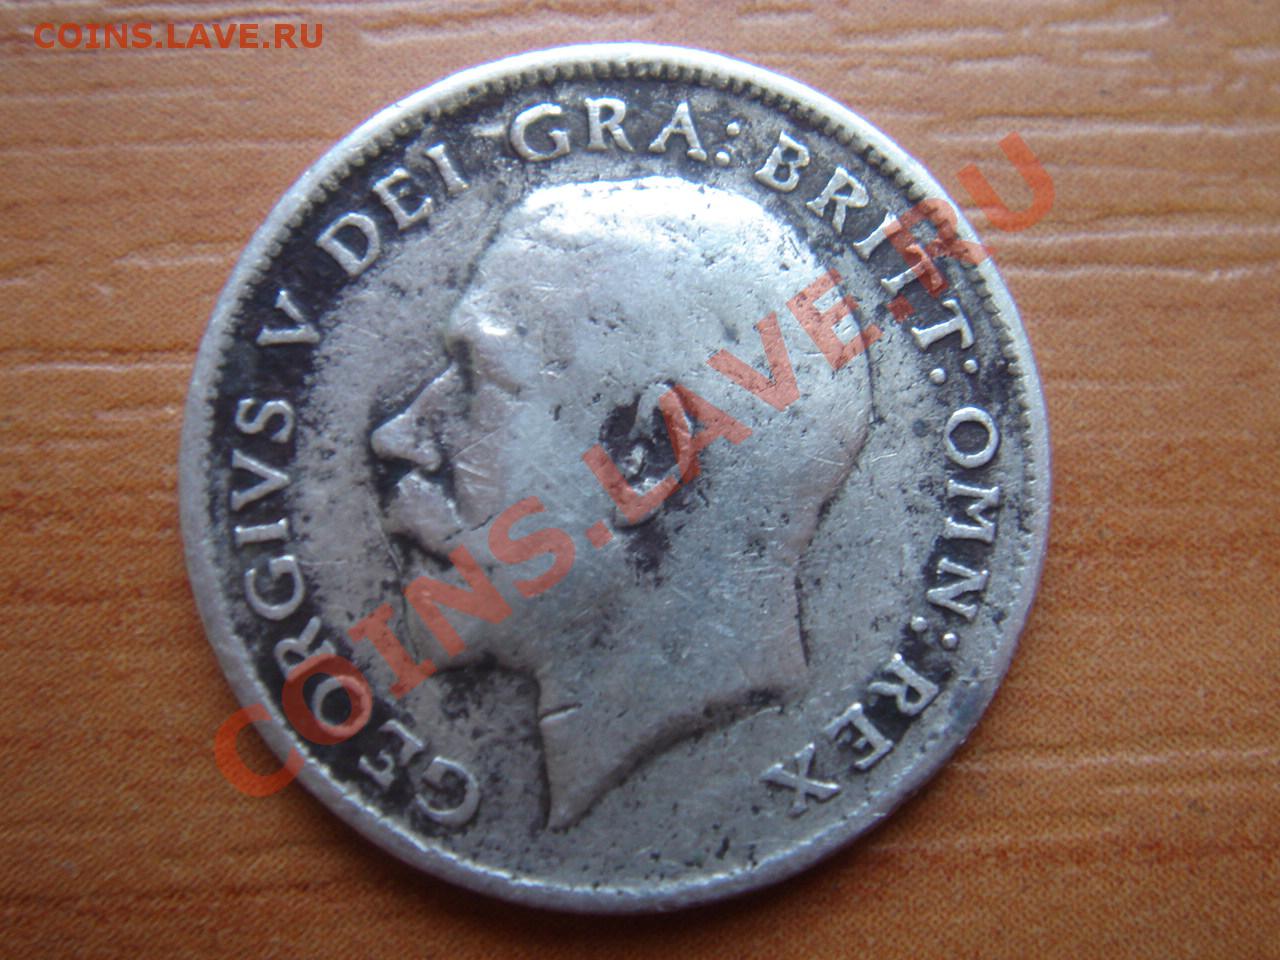 COINS.LAVE.RU
GEORGIVS V DEI GRA: BRITT: OMN: REX
COINS.LAVE.RU